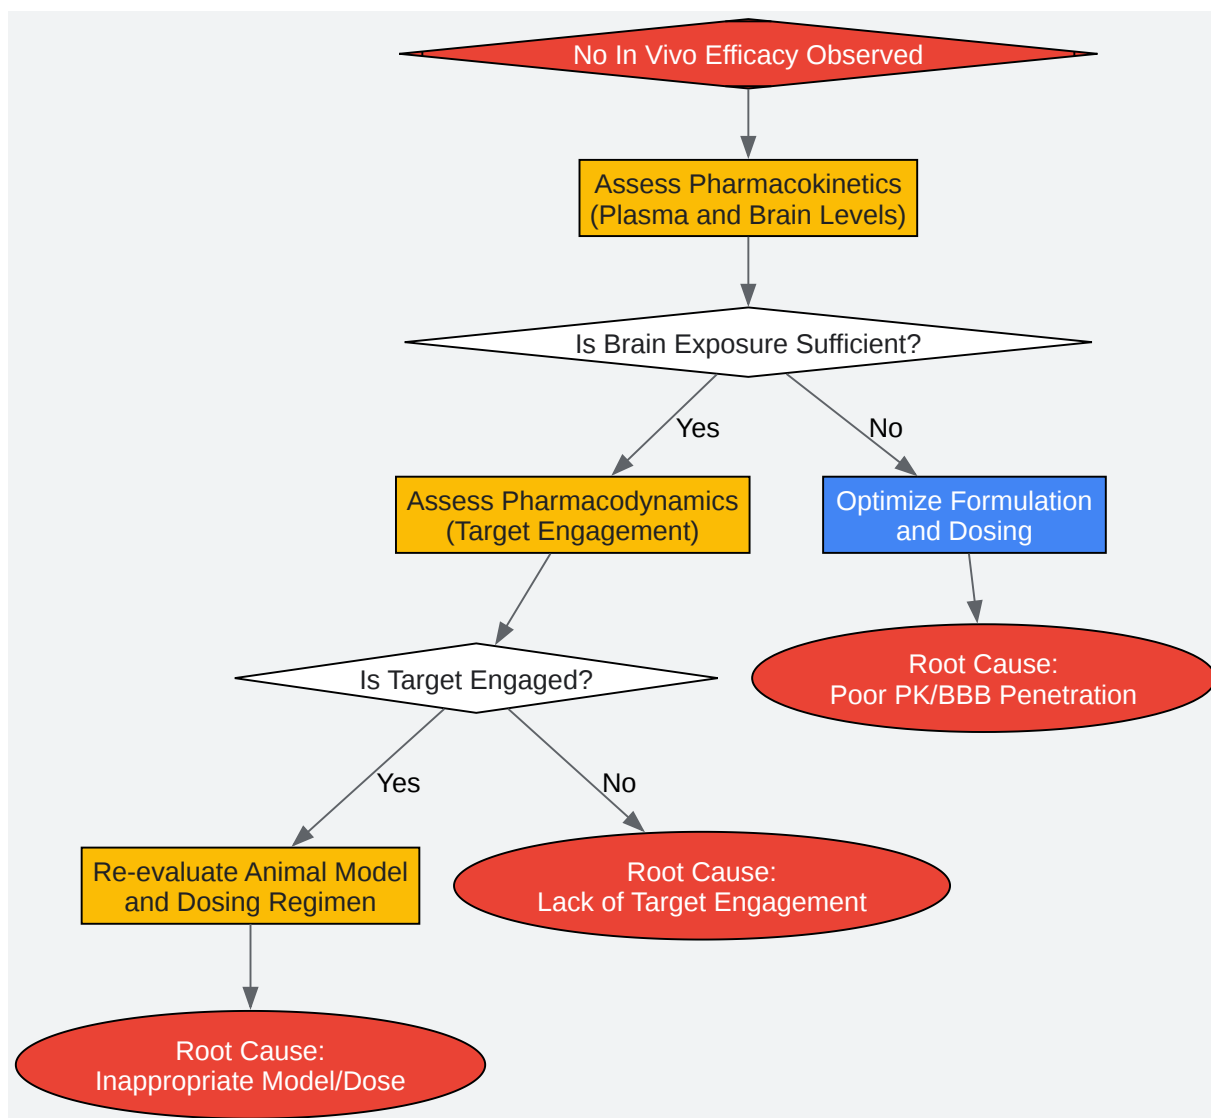 No In Vivo Efficacy Observed
Assess Pharmacokinetics
(Plasma and Brain Levels)
Is Brain Exposure Sufficient?
Yes
No
Assess Pharmacodynamics
(Target Engagement)
Optimize Formulation
and Dosing
Is Target Engaged?
Root Cause:
Poor PK/BBB Penetration
Yes
No
Re-evaluate Animal Model
and Dosing Regimen
Root Cause:
Lack of Target Engagement
Root Cause:
Inappropriate Model/Dose